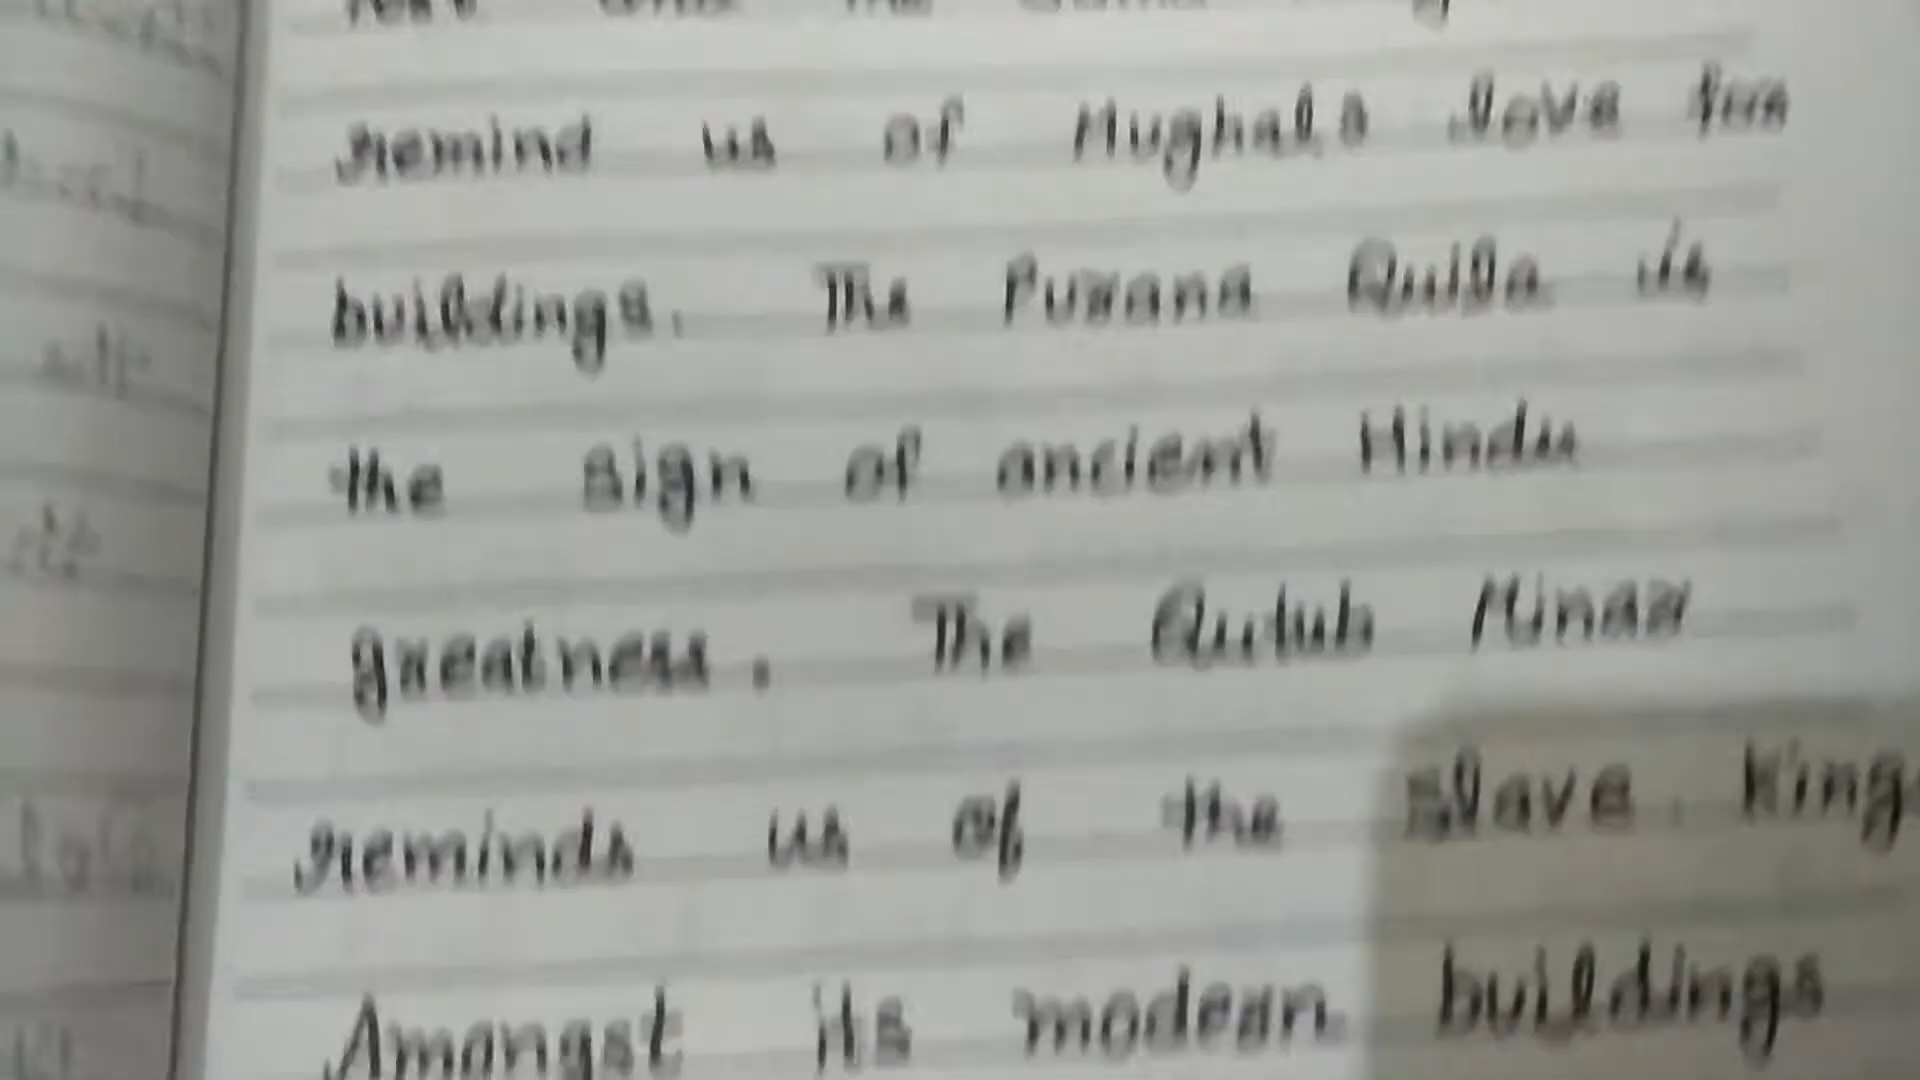 remind us of Mughals love for
buildings. The Purana Quila is
the sign of ancient Hindu
greatness. The Qutub Minar
reminds us of the slave Kings
Amongst its modern buildings